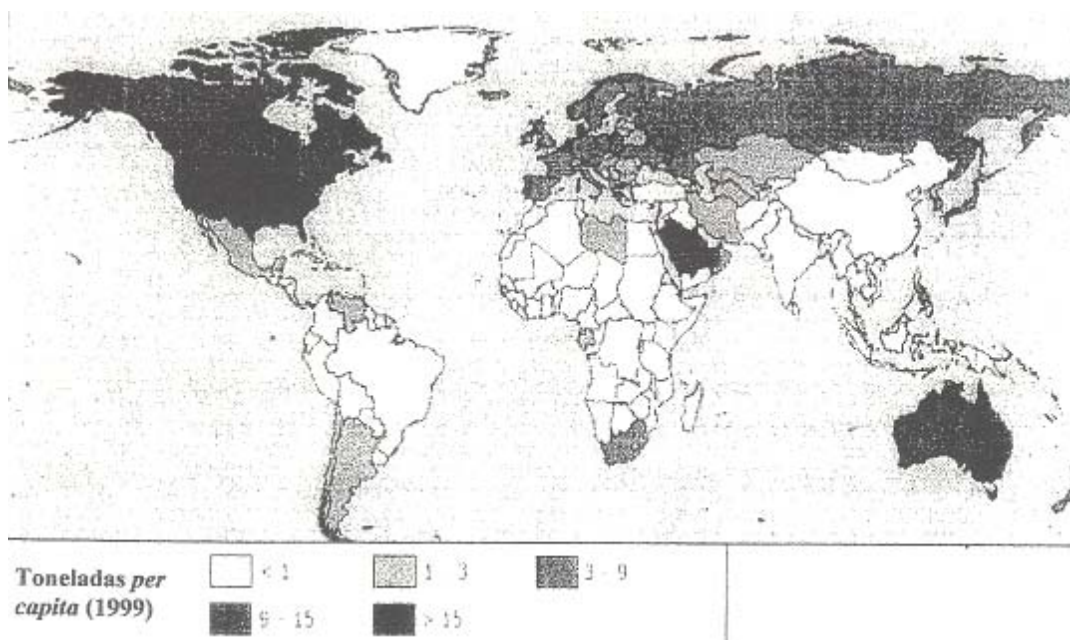 Toneladas per
capita (1999)
< 1
1 - 3
3 - 9
9 - 15
> 15